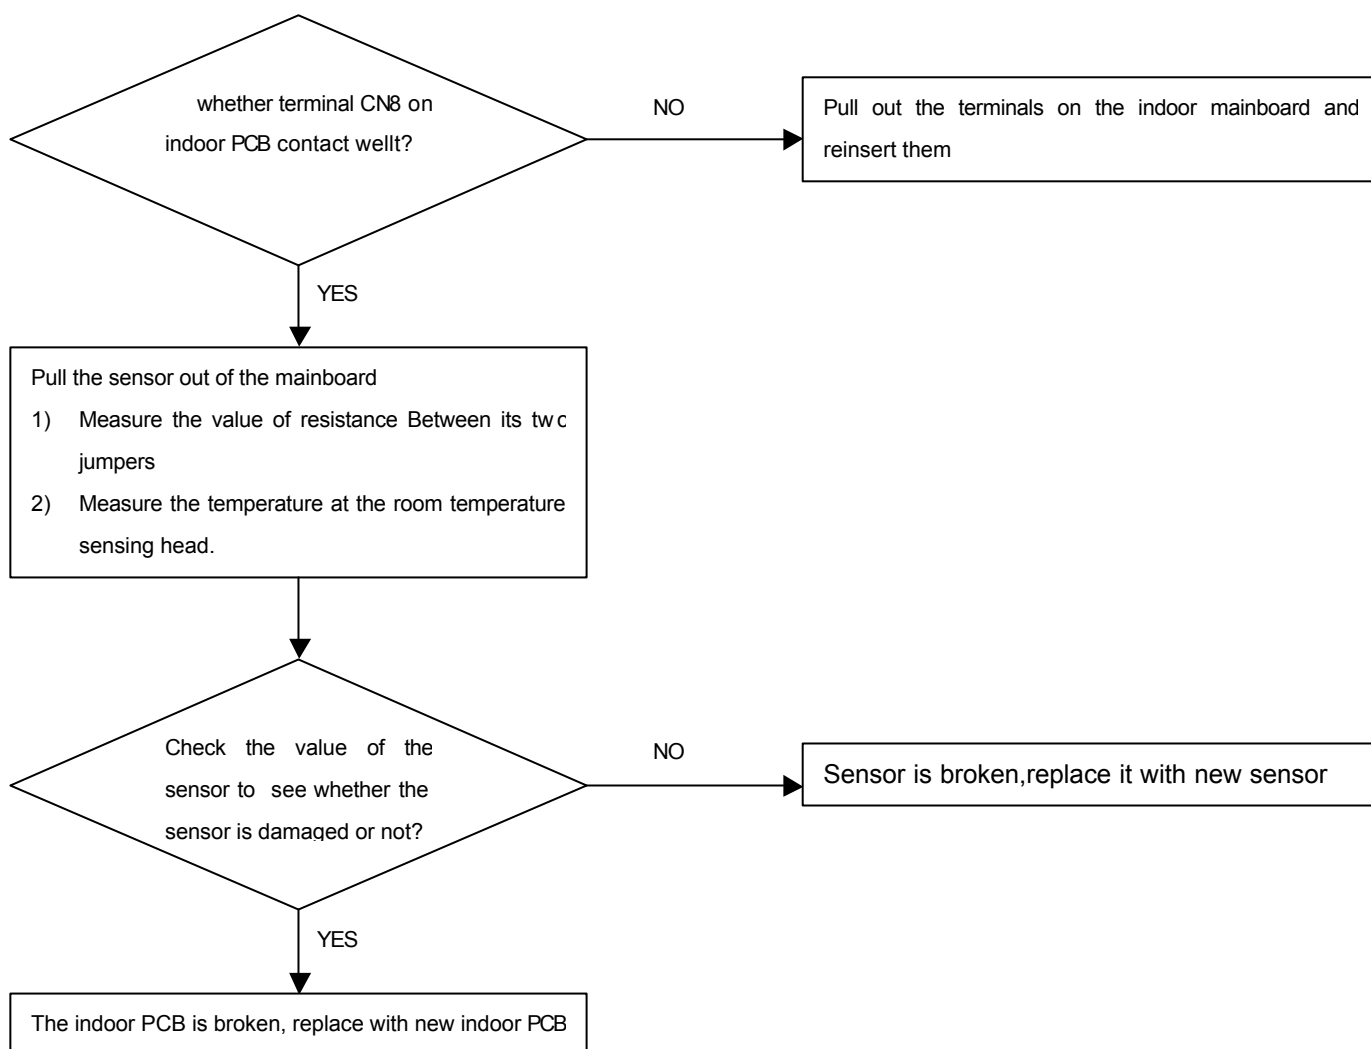 whether terminal CN8 on
indoor PCB contact wellt?
NO
Pull out the terminals on the indoor mainboard and
reinsert them
YES
Pull the sensor out of the mainboard
1) Measure the value of resistance Between its two
jumpers
2) Measure the temperature at the room temperature
sensing head.
Check the value of the
sensor to see whether the
sensor is damaged or not?
NO
Sensor is broken,replace it with new sensor
YES
The indoor PCB is broken, replace with new indoor PCB